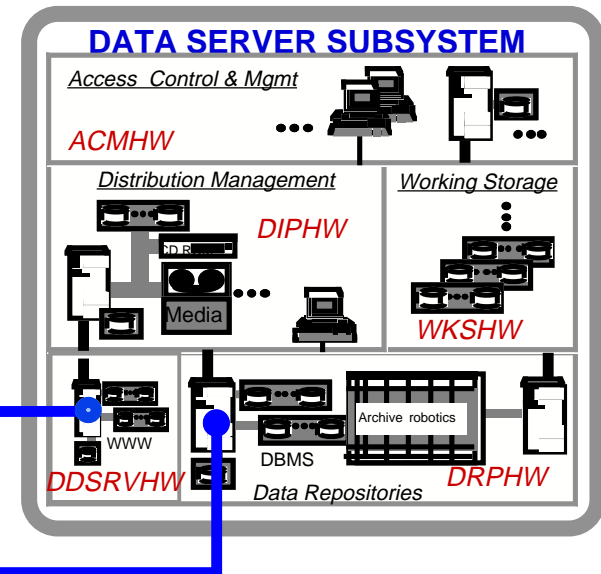 DATA SERVER SUBSYSTEM
Access Control & Mgmt
ACMHW
Distribution Management
DIPHW
Working Storage
WKSHW
Media
WWW
DDSRVHW
DBMS
Archive robotics
DRPHW
Data Repositories